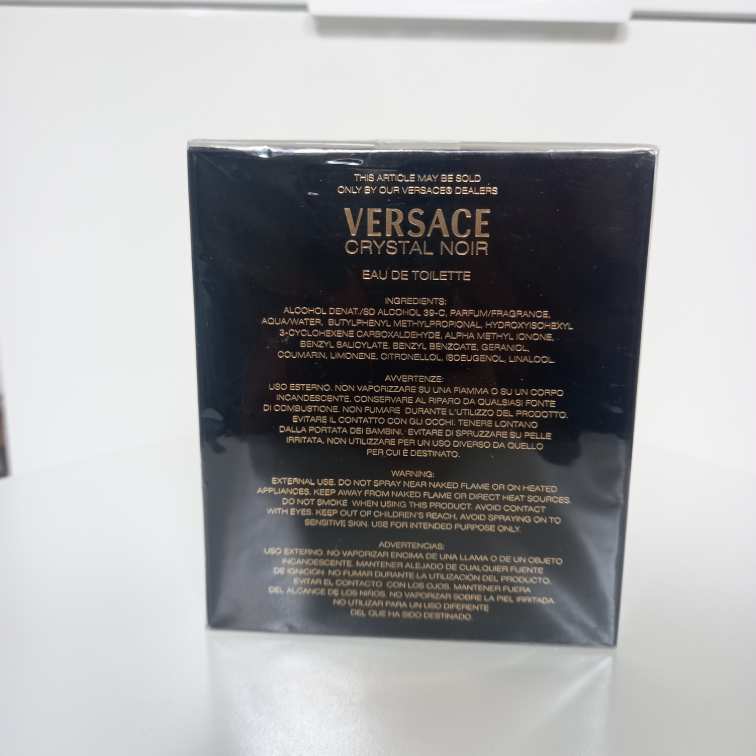 THIS ARTICLE MAY BE SOLD
ONLY BY OUR VERSACE® DEALERS
VERSACE
CRYSTAL NOIR
EAU DE TOILETTE
INGREDIENTS:
ALCOHOL DENAT./SD ALCOHOL 39-C, PARFUM/FRAGRANCE,
AQUA/WATER, BUTYLPHENYL METHYLPROPIONAL, HYDROXYISOHEXYL
3-CYCLOHEXENE CARBOXALDEHYDE, ALPHA METHYL IONONE,
BENZYL SALICYLATE, BENZYL BENZOATE, GERANIOL,
COUMARIN, LIMONENE, CITRONELLOL, ISOEUGENOL, LINALOOL.
AVVERTENZE:
USO ESTERNO. NON VAPORIZZARE SU UNA FIAMMA O SU UN CORPO
INCANDESCENTE. CONSERVARE AL RIPARO DA QUALSIASI FONTE
DI COMBUSTIONE. NON FUMARE DURANTE L'UTILIZZO DEL PRODOTTO.
EVITARE IL CONTATTO CON GLI OCCHI. TENERE LONTANO
DALLA PORTATA DEI BAMBINI. EVITARE DI SPRUZZARE SU PELLE
IRRITATA. NON UTILIZZARE PER UN USO DIVERSO DA QUELLO
PER CUI È DESTINATO.
WARNING:
EXTERNAL USE. DO NOT SPRAY NEAR NAKED FLAME OR ON HEATED
APPLIANCES. KEEP AWAY FROM NAKED FLAME OR DIRECT HEAT SOURCES.
DO NOT SMOKE WHEN USING THIS PRODUCT. AVOID CONTACT
WITH EYES. KEEP OUT OF CHILDREN'S REACH. AVOID SPRAYING ON TO
SENSITIVE SKIN. USE FOR INTENDED PURPOSE ONLY.
ADVERTENCIAS:
USO EXTERNO. NO VAPORIZAR ENCIMA DE UNA LLAMA O DE UN OBJETO
INCANDESCENTE. MANTENER ALEJADO DE CUALQUIER FUENTE
DE IGNICIÓN. NO FUMAR DURANTE LA UTILIZACIÓN DEL PRODUCTO.
EVITAR EL CONTACTO CON LOS OJOS. MANTENER FUERA
DEL ALCANCE DE LOS NIÑOS. NO VAPORIZAR SOBRE LA PIEL IRRITADA.
NO UTILIZAR PARA UN USO DIFERENTE
DEL QUE HA SIDO DESTINADO.